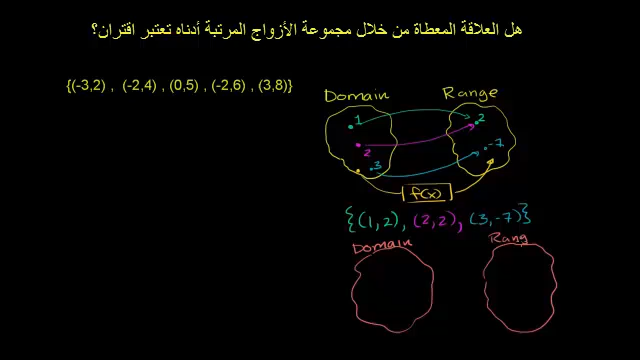 هل العلاقة المعطاة من خلال مجموعة الأزواج المرتبة أدناه تعتبر اقتران؟
{(-3,2) , (-2,4) , (0,5) , (-2,6) , (3,8)}
Domain Range
1 2
2 -7
3
f(x)
{(1,2), (2,2), (3,-7)}
Domain Rang